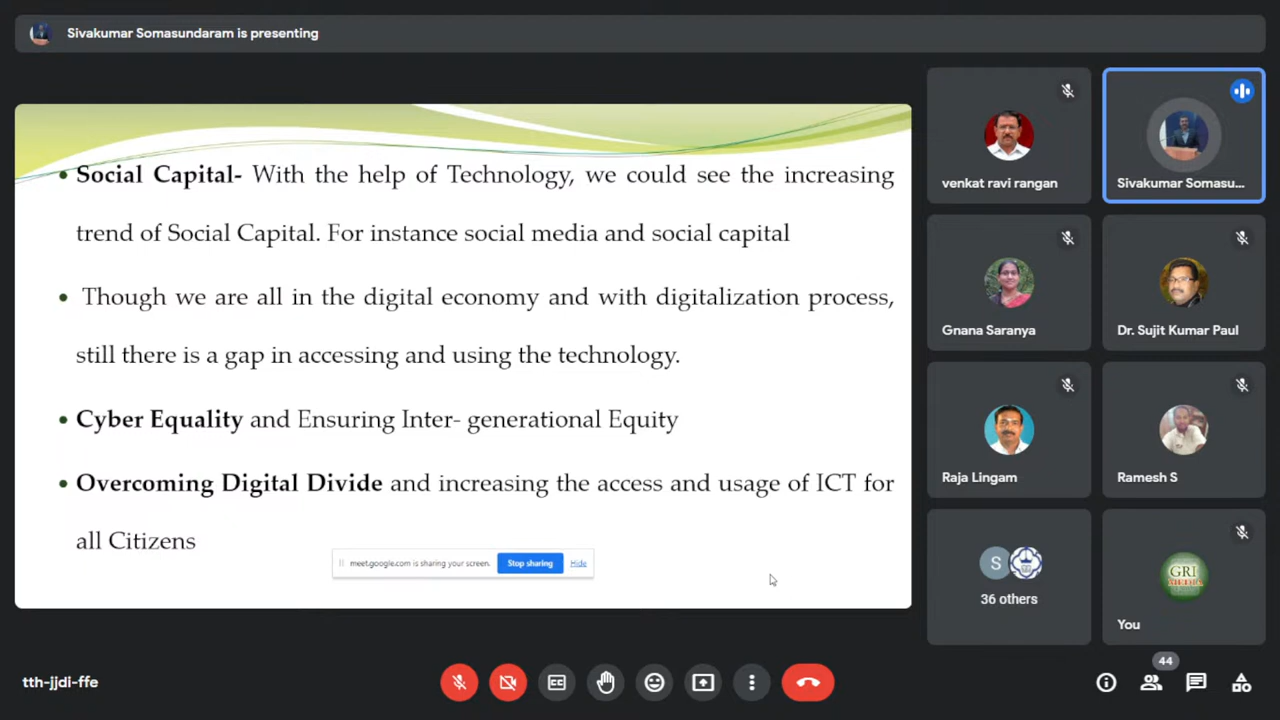 Sivakumar Somasundaram is presenting
• Social Capital- With the help of Technology, we could see the increasing
trend of Social Capital. For instance social media and social capital
• Though we are all in the digital economy and with digitalization process,
still there is a gap in accessing and using the technology.
• Cyber Equality and Ensuring Inter- generational Equity
• Overcoming Digital Divide and increasing the access and usage of ICT for
all Citizens
meet.google.com is sharing your screen. Stop sharing Hide
venkat ravi rangan
Sivakumar Somasu...
Gnana Saranya
Dr. Sujit Kumar Paul
Raja Lingam
Ramesh S
S
36 others
GRI
You
tth-jjdi-ffe
CC
44